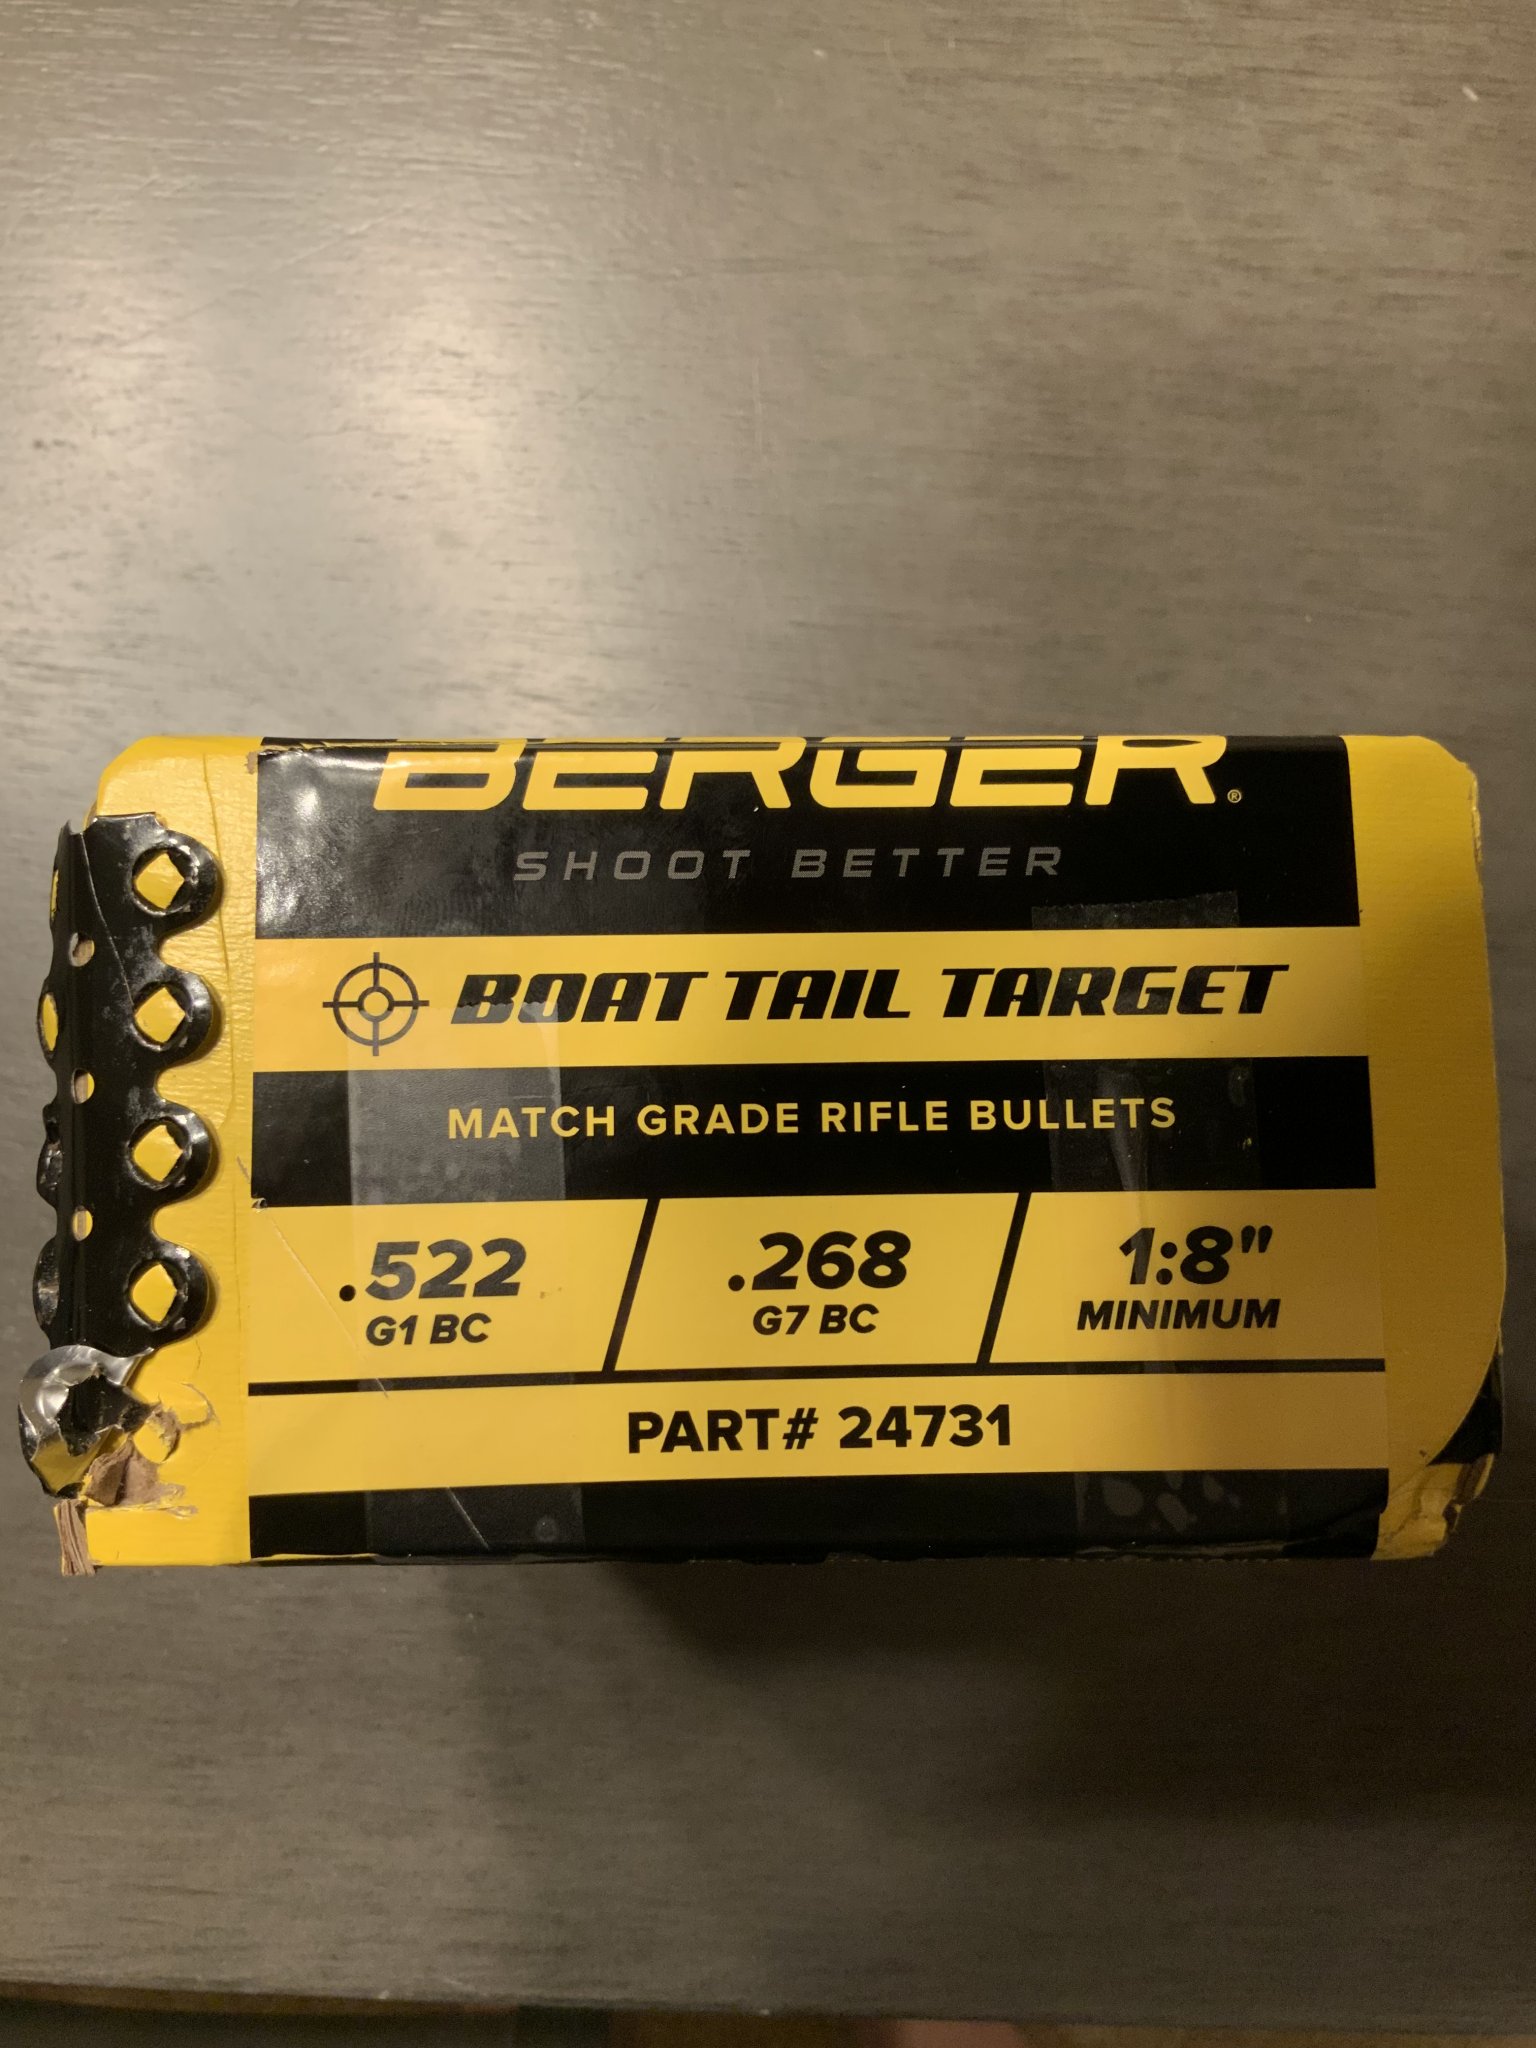 BERGER®
SHOOT BETTER
BOAT TAIL TARGET
MATCH GRADE RIFLE BULLETS
.522 .268 1:8"
G1 BC G7 BC MINIMUM
PART# 24731